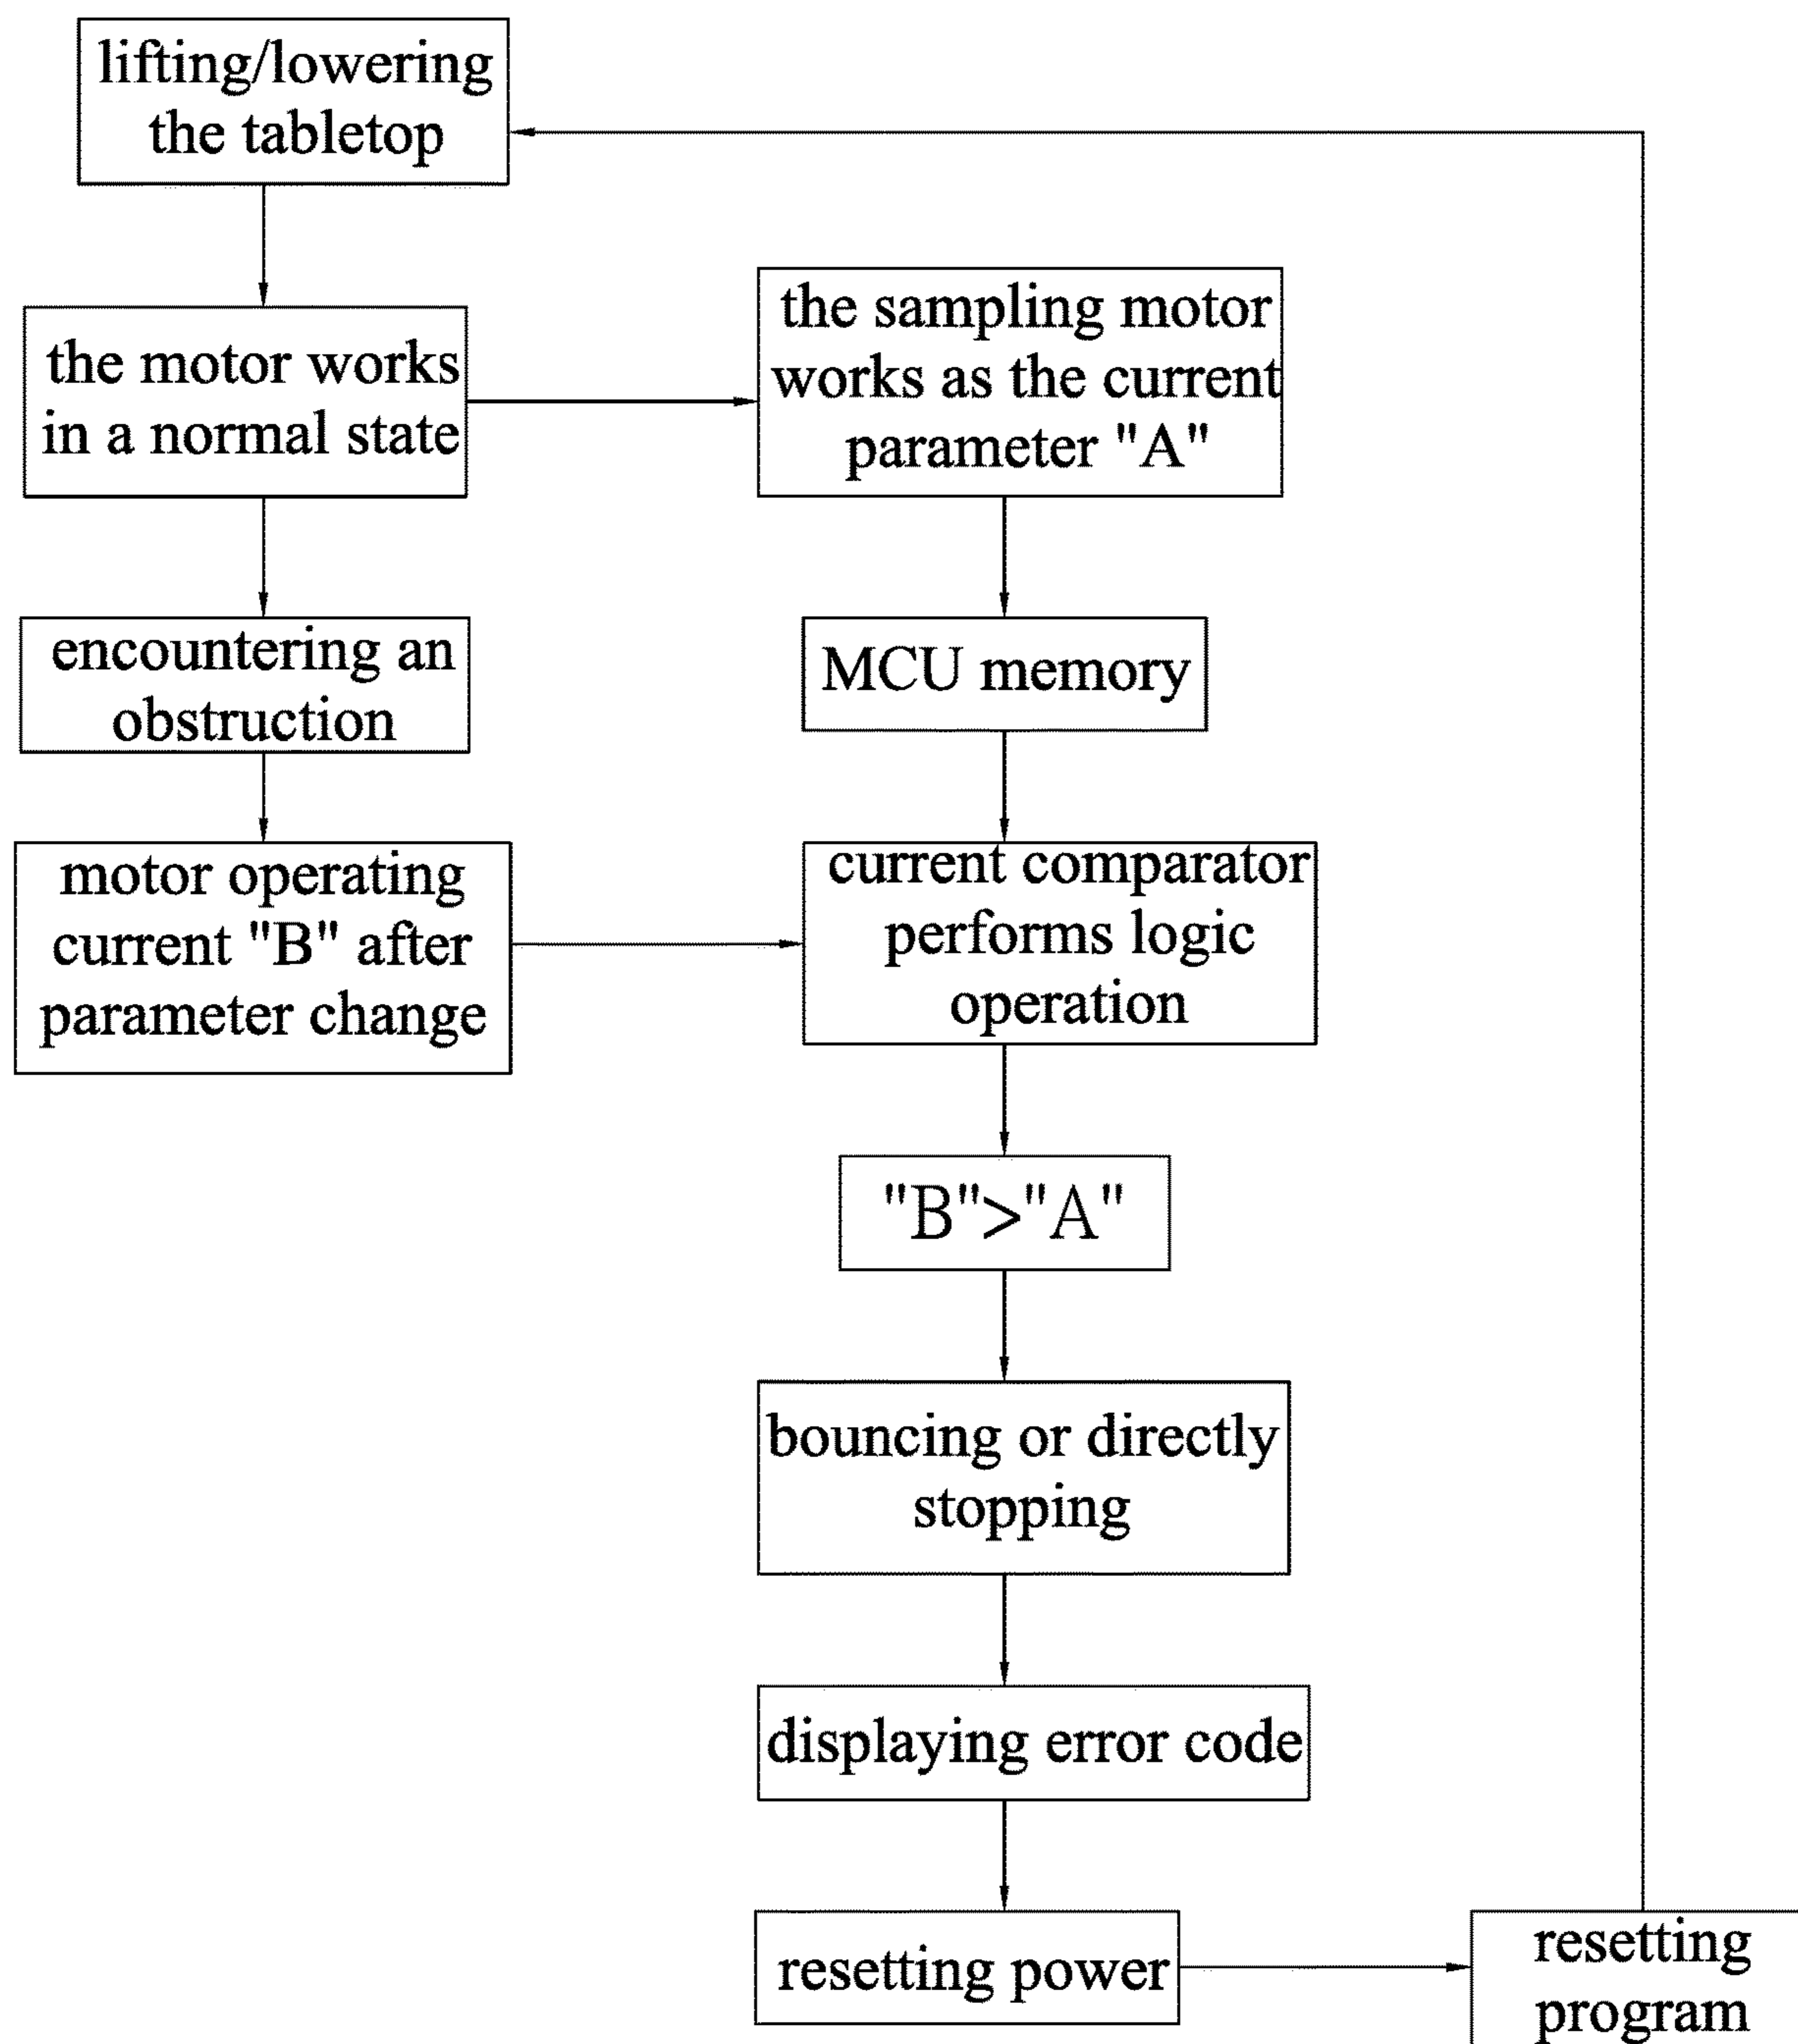 lifting/lowering
the tabletop
the motor works
in a normal state
the sampling motor
works as the current
parameter "A"
encountering an
obstruction
MCU memory
motor operating
current "B" after
parameter change
current comparator
performs logic
operation
"B">"A"
bouncing or directly
stopping
displaying error code
resetting power
resetting
program